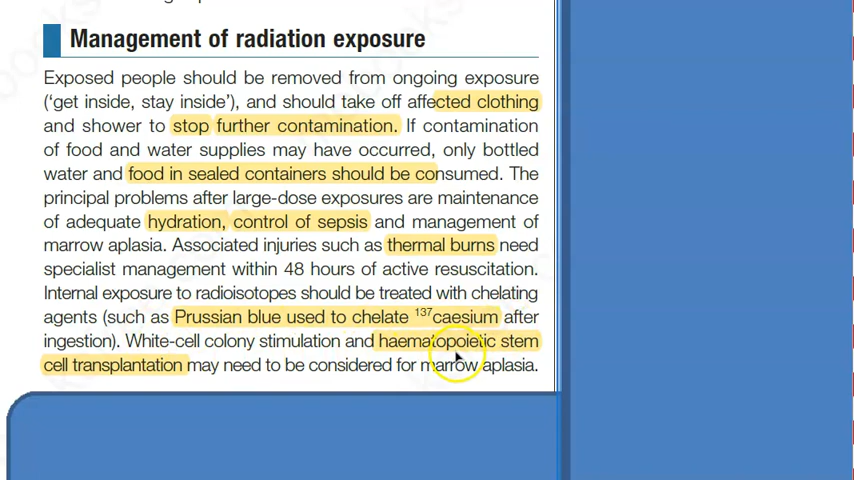 Management of radiation exposure
Exposed people should be removed from ongoing exposure
(‘get inside, stay inside’), and should take off affected clothing
and shower to stop further contamination. If contamination
of food and water supplies may have occurred, only bottled
water and food in sealed containers should be consumed. The
principal problems after large-dose exposures are maintenance
of adequate hydration, control of sepsis and management of
marrow aplasia. Associated injuries such as thermal burns need
specialist management within 48 hours of active resuscitation.
Internal exposure to radioisotopes should be treated with chelating
agents (such as Prussian blue used to chelate ¹³⁷caesium after
ingestion). White-cell colony stimulation and haematopoietic stem
cell transplantation may need to be considered for marrow aplasia.